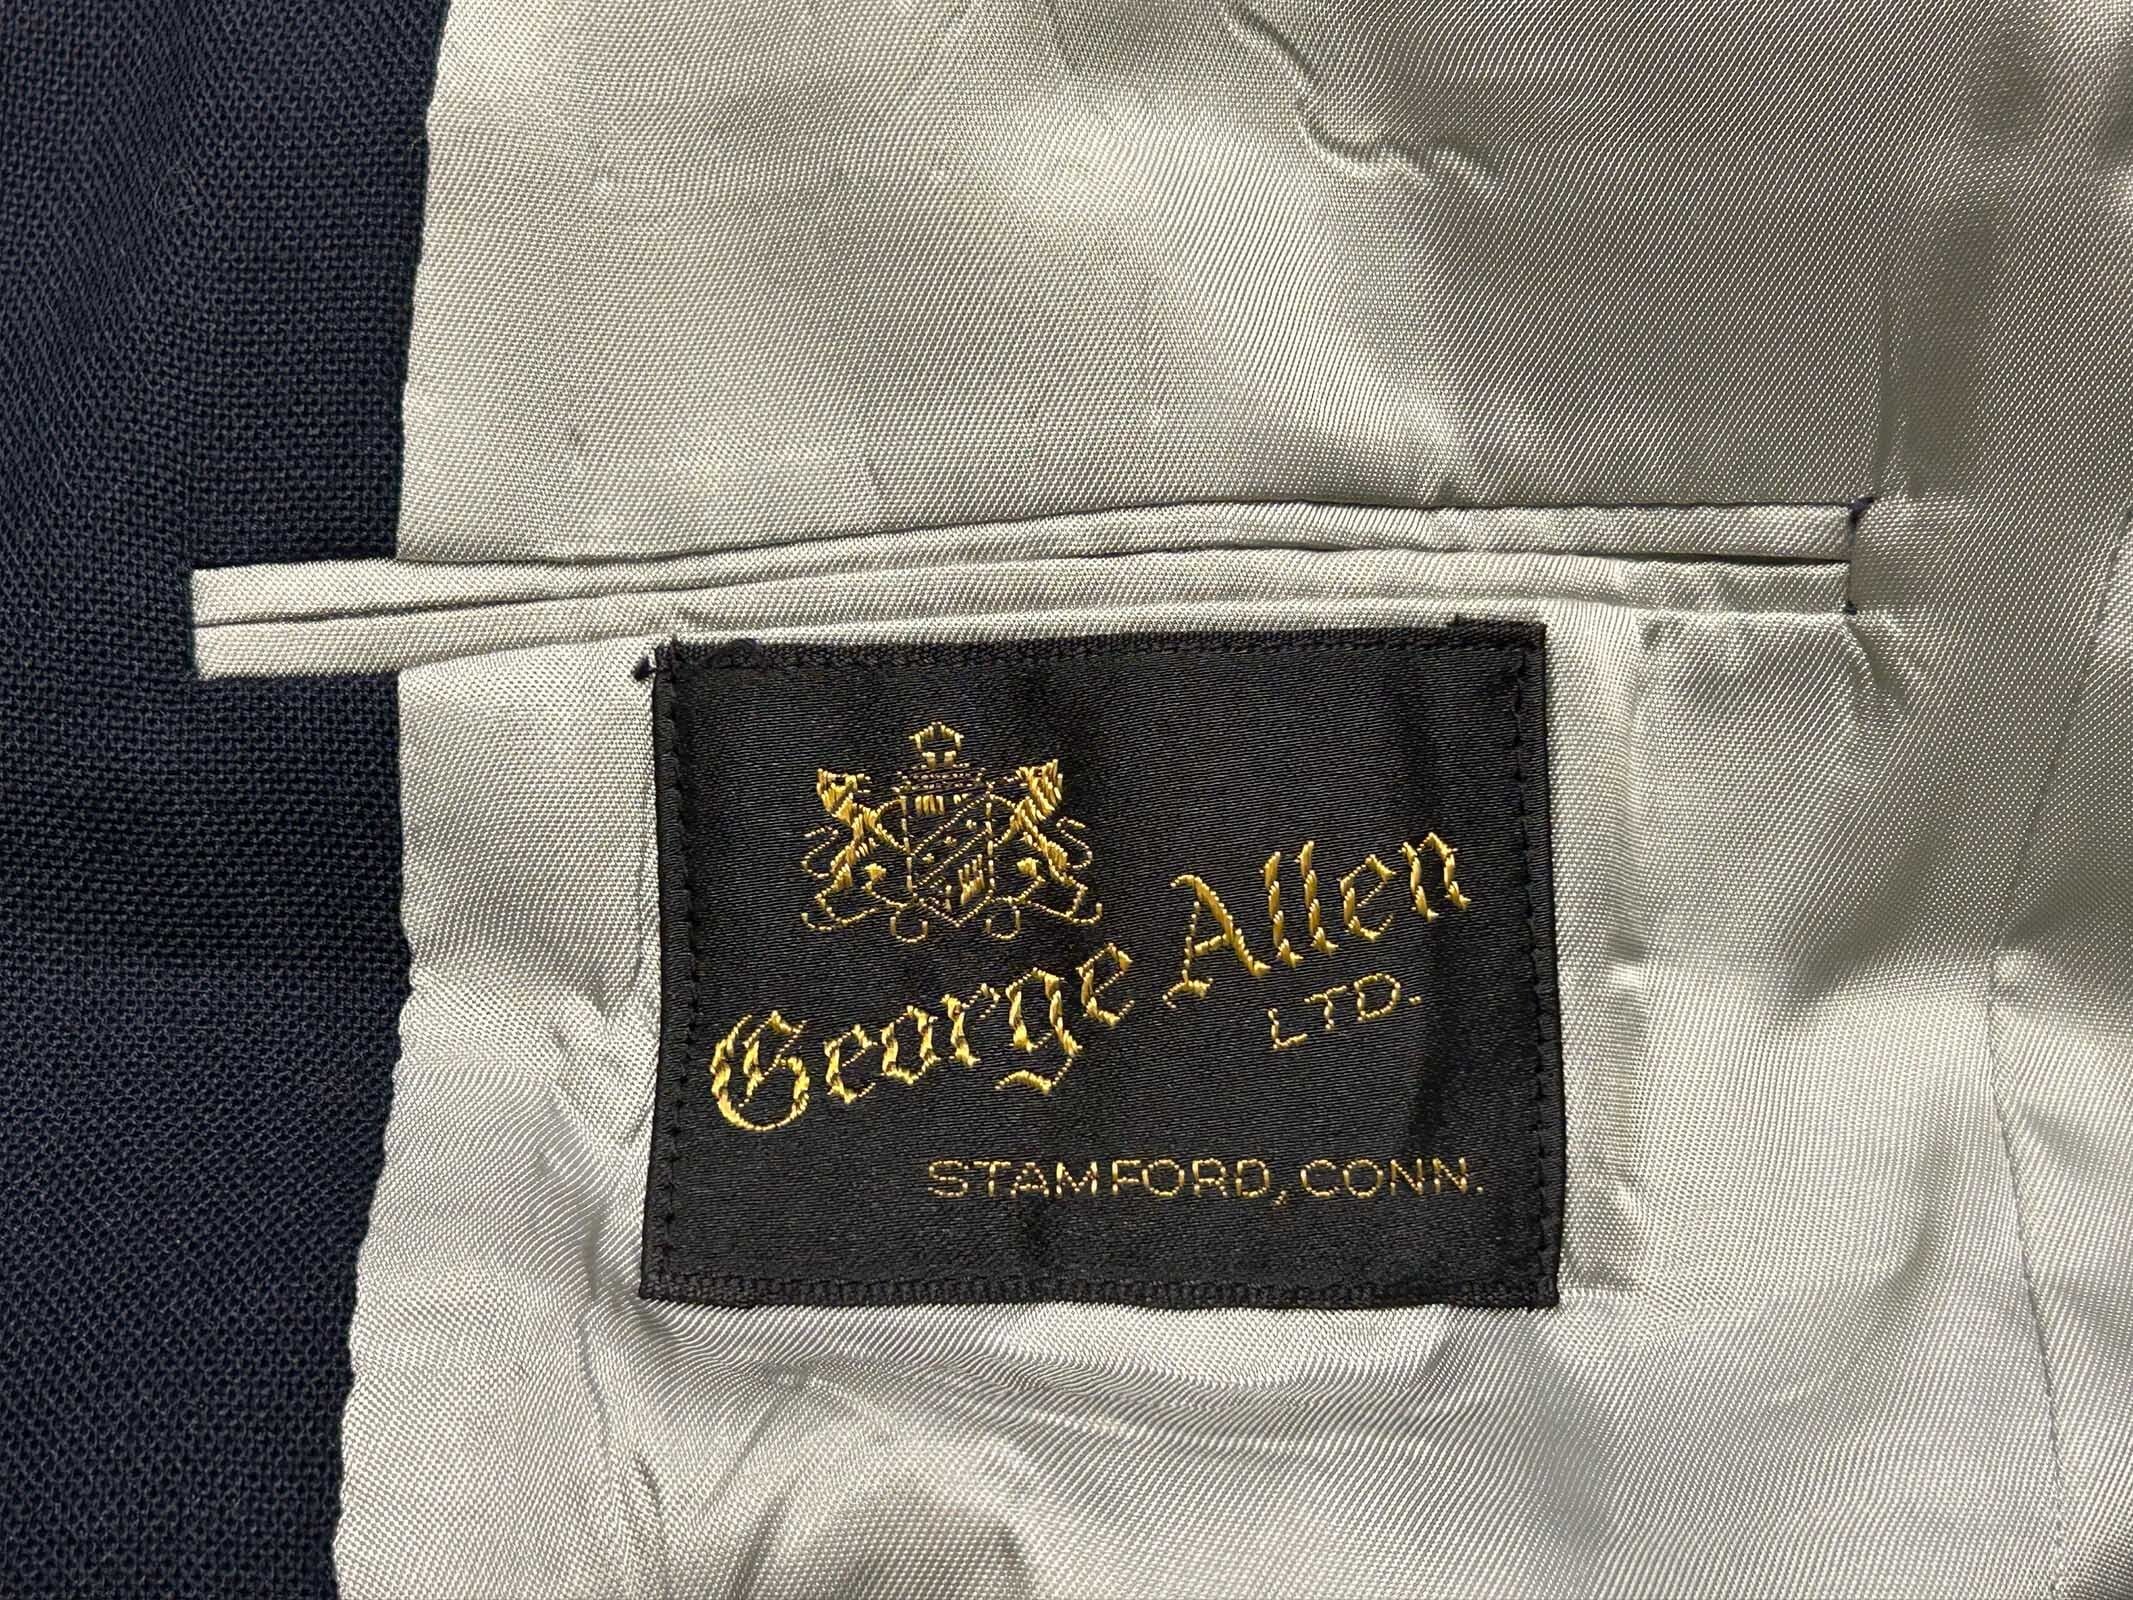 George Allen
LTD.
STAMFORD, CONN.